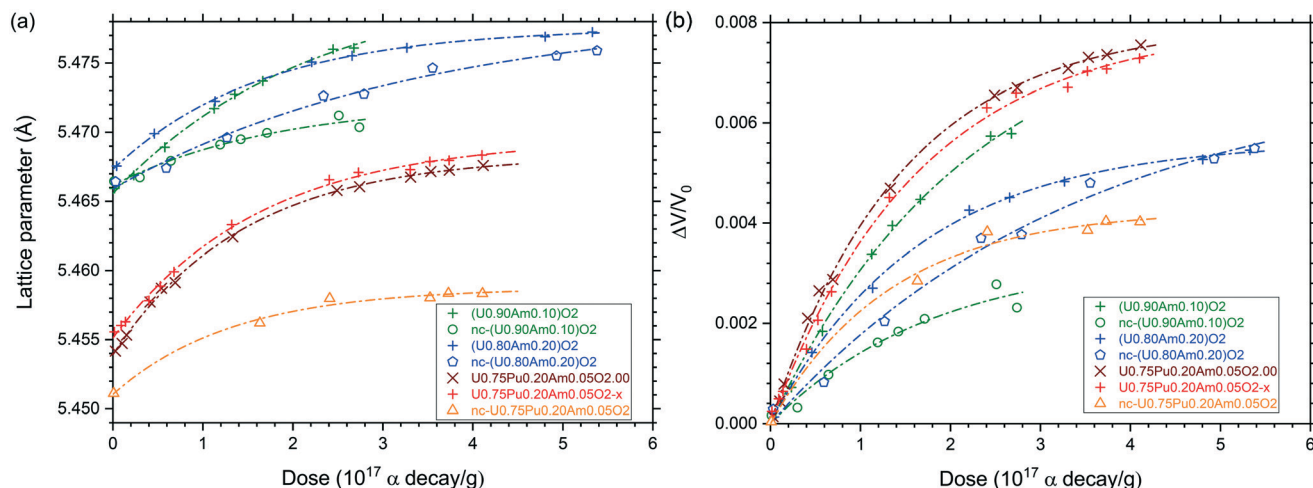 (a)
5.475
5.470
5.465
5.460
5.455
5.450
Lattice parameter (Å)
(U0.90Am0.10)O2
nc-(U0.90Am0.10)O2
(U0.80Am0.20)O2
nc-(U0.80Am0.20)O2
U0.75Pu0.20Am0.05O2.00
U0.75Pu0.20Am0.05O2-x
nc-U0.75Pu0.20Am0.05O2
0 1 2 3 4 5 6
Dose (10¹⁷ α decay/g)
(b)
0.008
0.006
0.004
0.002
0.000
ΔV/V₀
(U0.90Am0.10)O2
nc-(U0.90Am0.10)O2
(U0.80Am0.20)O2
nc-(U0.80Am0.20)O2
U0.75Pu0.20Am0.05O2.00
U0.75Pu0.20Am0.05O2-x
nc-U0.75Pu0.20Am0.05O2
0 1 2 3 4 5 6
Dose (10¹⁷ α decay/g)